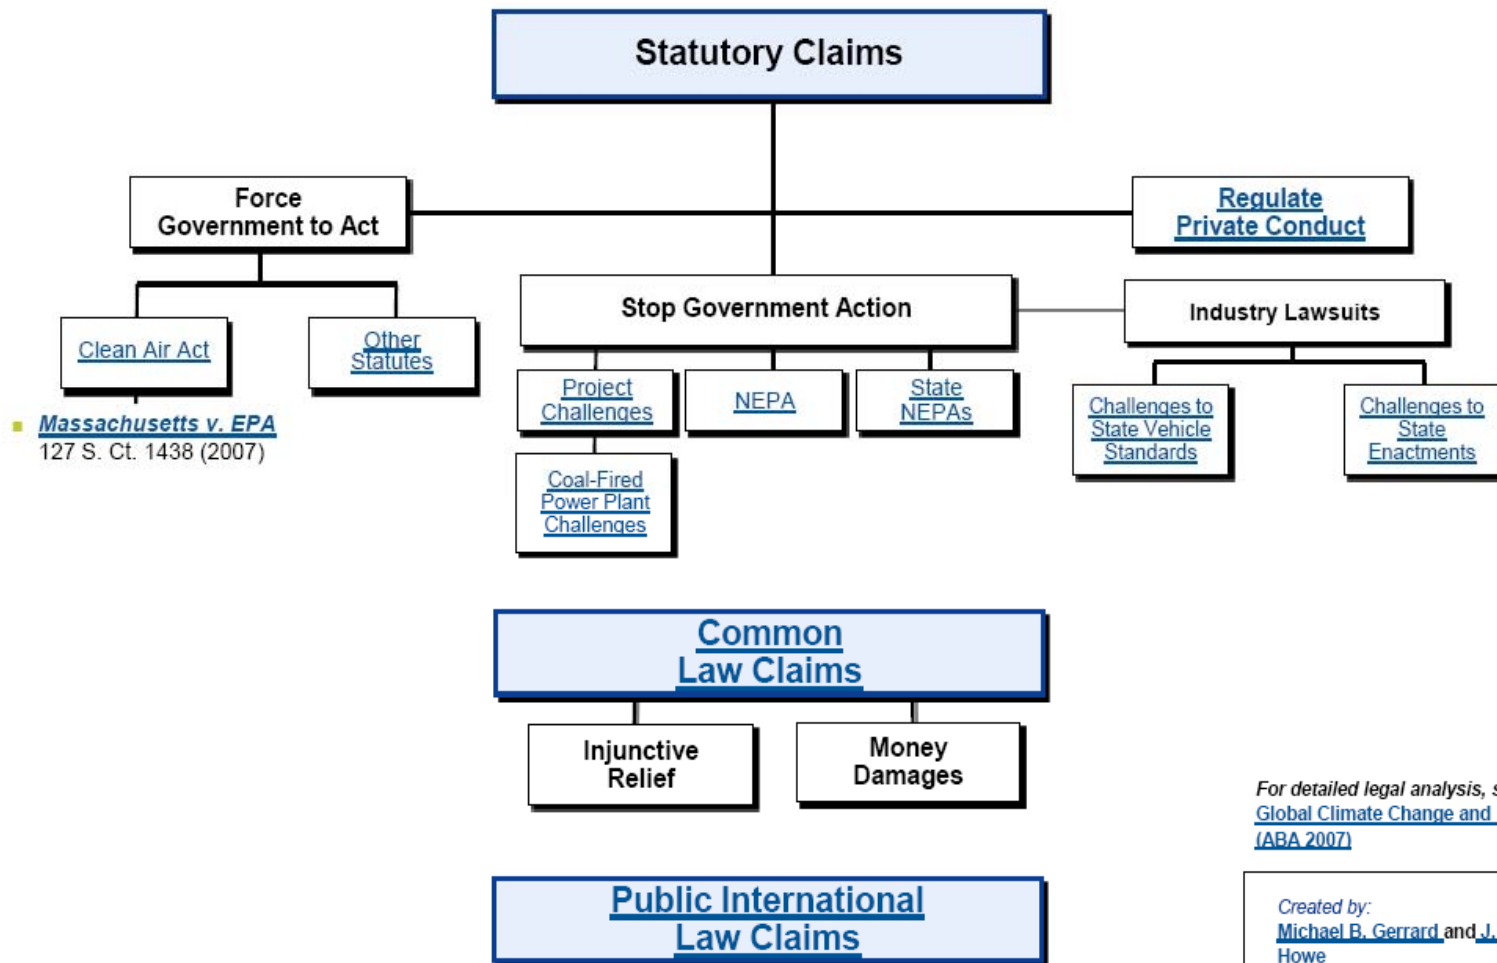 Statutory Claims
Force
Government to Act
Regulate
Private Conduct
Stop Government Action
Industry Lawsuits
Clean Air Act
Other
Statutes
Project
Challenges
NEPA
State
NEPAs
Challenges to
State Vehicle
Standards
Challenges to
State
Enactments
Massachusetts v. EPA
127 S. Ct. 1438 (2007)
Coal-Fired
Power Plant
Challenges
Common
Law Claims
Injunctive
Relief
Money
Damages
For detailed legal analysis,
Global Climate Change and
(ABA 2007)
Public International
Law Claims
Created by:
Michael B. Gerrard and J.
Howe